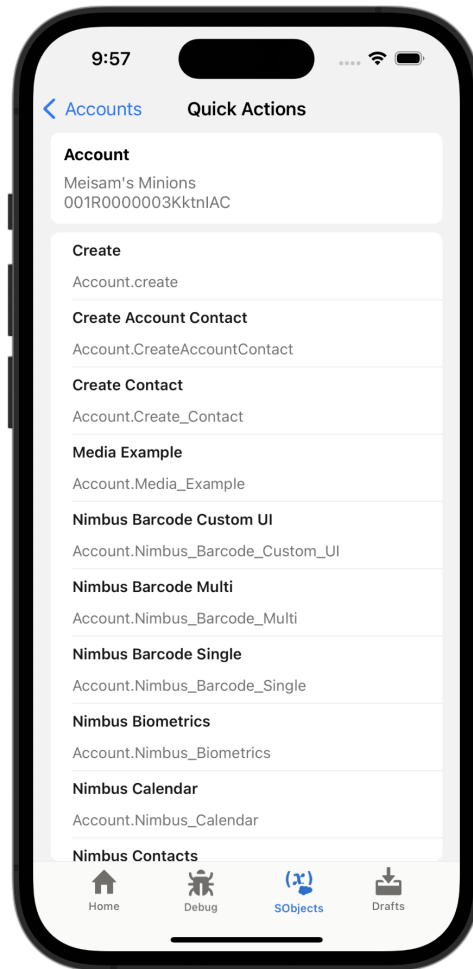 9:57
Accounts
Quick Actions
Account
Meisam's Minions
001R0000003KktnIAC
Create
Account.create
Create Account Contact
Account.CreateAccountContact
Create Contact
Account.Create_Contact
Media Example
Account.Media_Example
Nimbus Barcode Custom UI
Account.Nimbus_Barcode_Custom_UI
Nimbus Barcode Multi
Account.Nimbus_Barcode_Multi
Nimbus Barcode Single
Account.Nimbus_Barcode_Single
Nimbus Biometrics
Account.Nimbus_Biometrics
Nimbus Calendar
Account.Nimbus_Calendar
Nimbus Contacts
(x)
Home
Debug
SObjects
Drafts